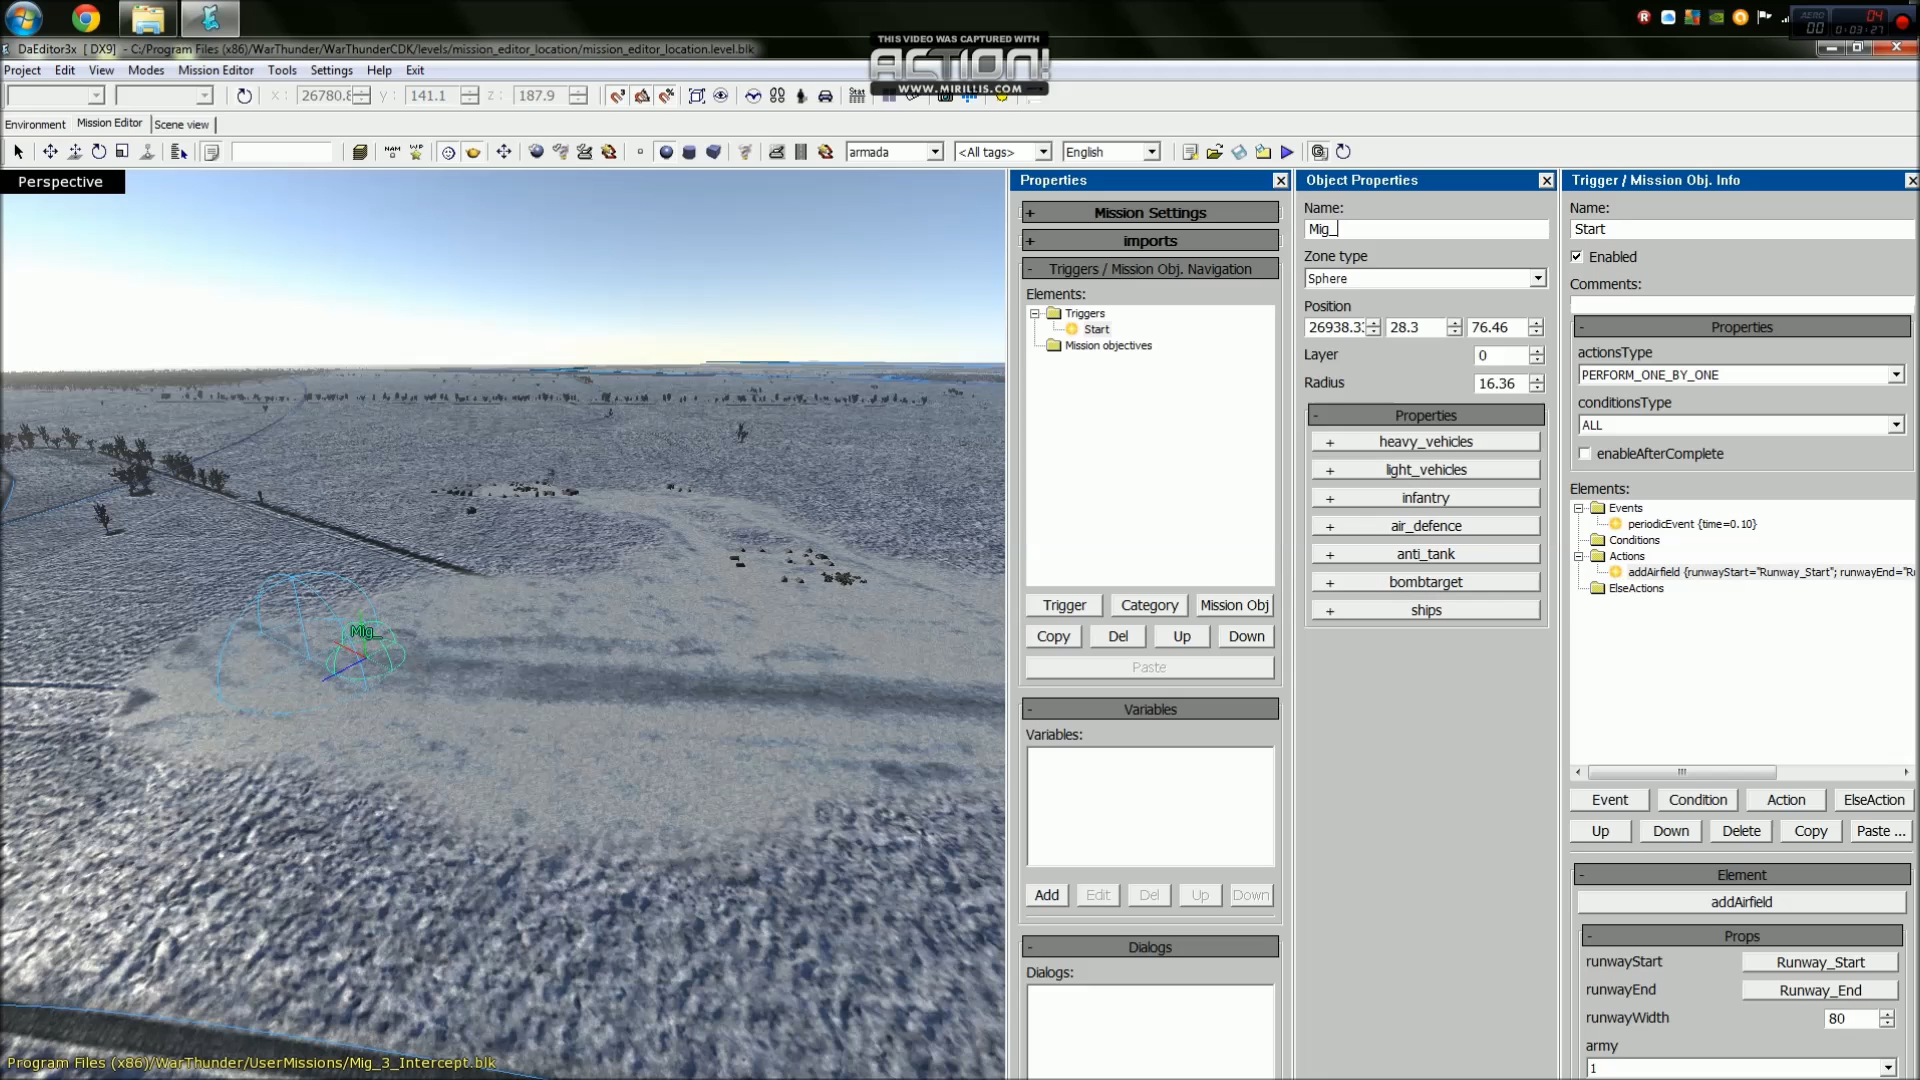 THIS VIDEO WAS CAPTURED WITH
ACTION!
WWW.MIRILLIS.COM
DaEditor3x [ DX9] - C:/Program Files (x86)/WarThunder/WarThunderCDK/levels/mission_editor_location/mission_editor_location.level.blk
Project Edit View Modes Mission Editor Tools Settings Help Exit
x: 26780.8 y: 141.1 z: 187.9 Stat
Environment Mission Editor Scene view
armada <All tags> English
Perspective
Mig_
Program Files (x86)/WarThunder/UserMissions/Mig_3_Intercept.blk
Properties
+ Mission Settings
+ imports
- Triggers / Mission Obj. Navigation
Elements:
Triggers
Start
Mission objectives
Trigger Category Mission Obj
Copy Del Up Down
Paste
- Variables
Variables:
Add Edit Del Up Down
- Dialogs
Dialogs:
Object Properties
Name:
Mig_
Zone type
Sphere
Position
26938.3 28.3 76.46
Layer 0
Radius 16.36
- Properties
+ heavy_vehicles
+ light_vehicles
+ infantry
+ air_defence
+ anti_tank
+ bombtarget
+ ships
Trigger / Mission Obj. Info
Name:
Start
Enabled
Comments:
- Properties
actionsType
PERFORM_ONE_BY_ONE
conditionsType
ALL
enableAfterComplete
Elements:
Events
periodicEvent {time=0.10}
Conditions
Actions
addAirfield {runwayStart="Runway_Start"; runwayEnd="Ru
ElseActions
Event Condition Action ElseAction
Up Down Delete Copy Paste ...
- Element
addAirfield
- Props
runwayStart Runway_Start
runwayEnd Runway_End
runwayWidth 80
army
1